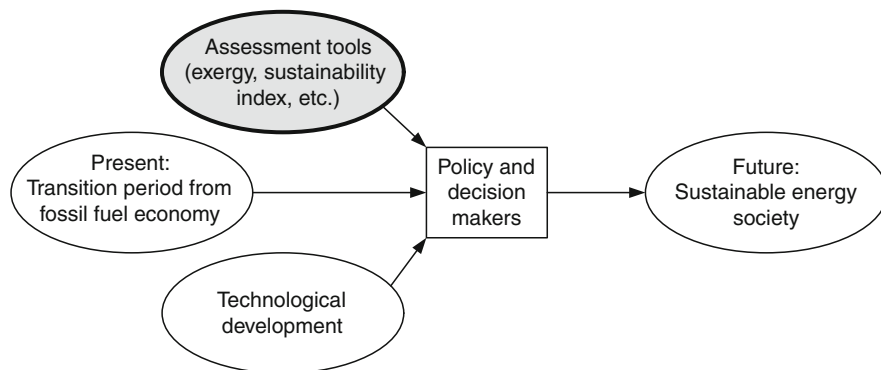 Assessment tools
(exergy, sustainability
index, etc.)
Present:
Transition period from
fossil fuel economy
Policy and
decision
makers
Future:
Sustainable energy
society
Technological
development